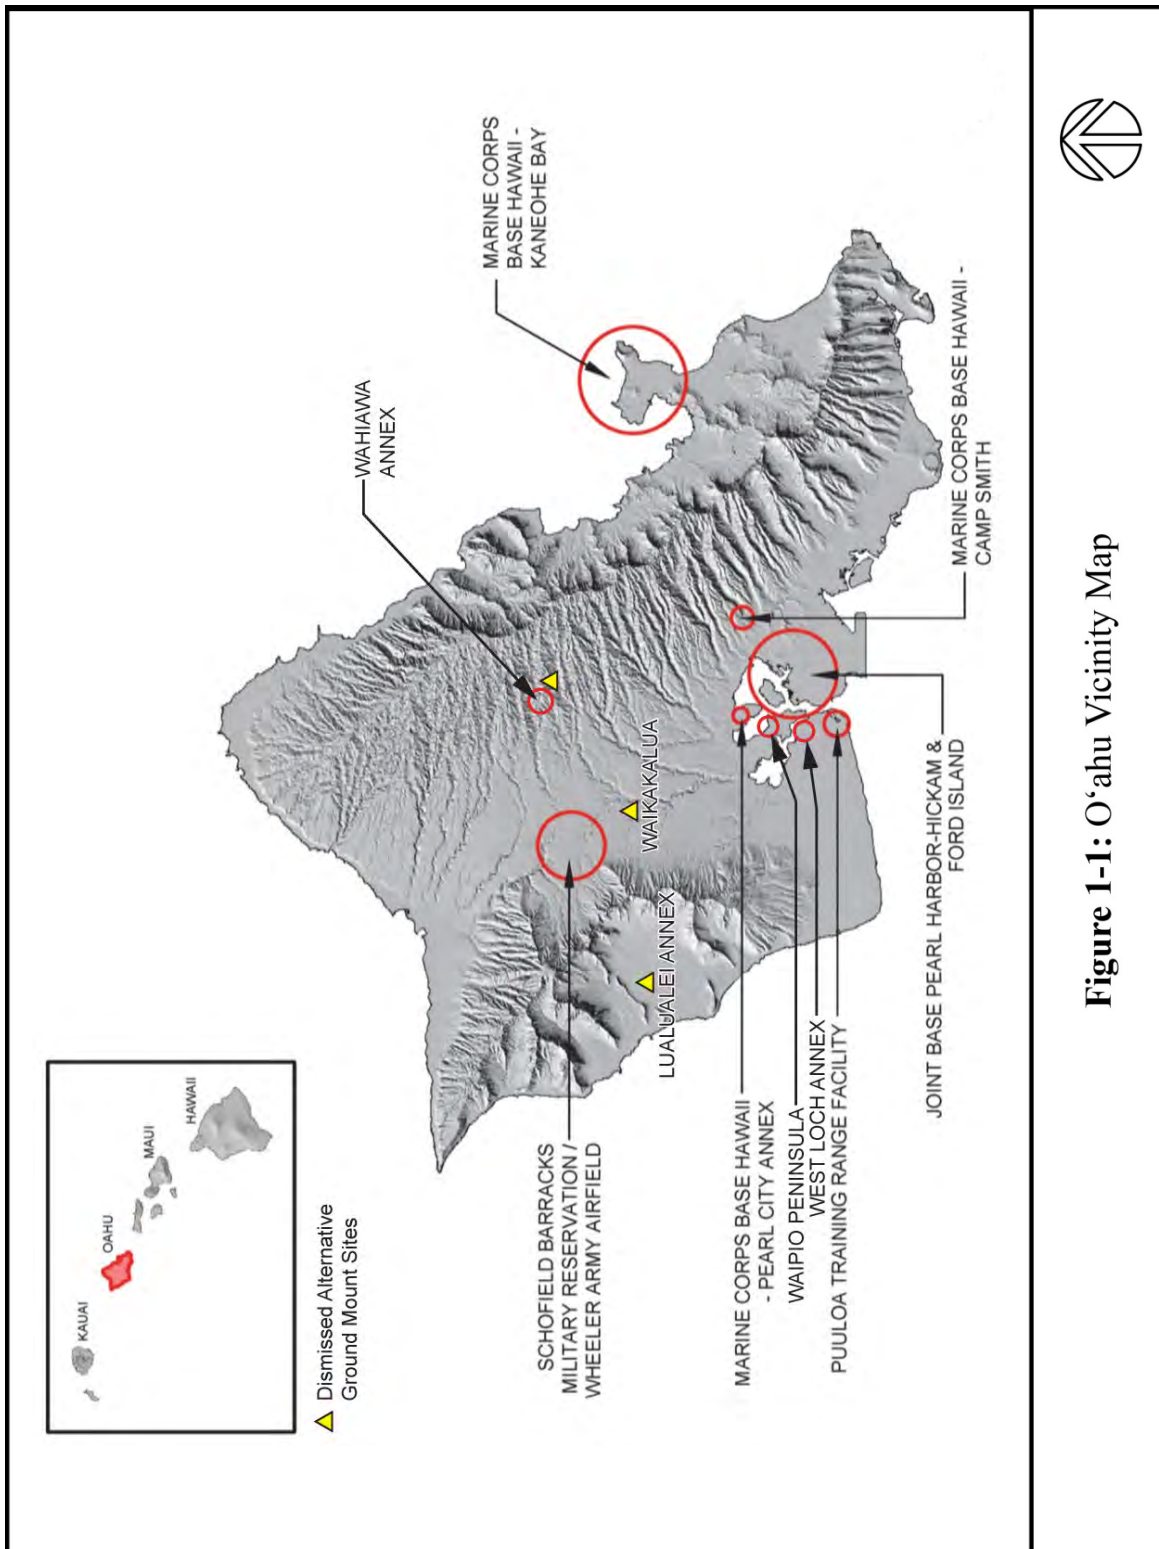 KAUAI
OAHU
MAUI
HAWAII
Dismissed Alternative
Ground Mount Sites
WAHIAWA
ANNEX
MARINE CORPS
BASE HAWAII -
KANEOHE BAY
SCHOFIELD BARRACKS
MILITARY RESERVATION /
WHEELER ARMY AIRFIELD
WAIKAKALUA
LUALUALEI ANNEX
MARINE CORPS BASE HAWAII
- PEARL CITY ANNEX
WAIPIO PENINSULA
WEST LOCH ANNEX
PUULOA TRAINING RANGE FACILITY
JOINT BASE PEARL HARBOR-HICKAM &
FORD ISLAND
MARINE CORPS BASE HAWAII -
CAMP SMITH
Figure 1-1: O‘ahu Vicinity Map